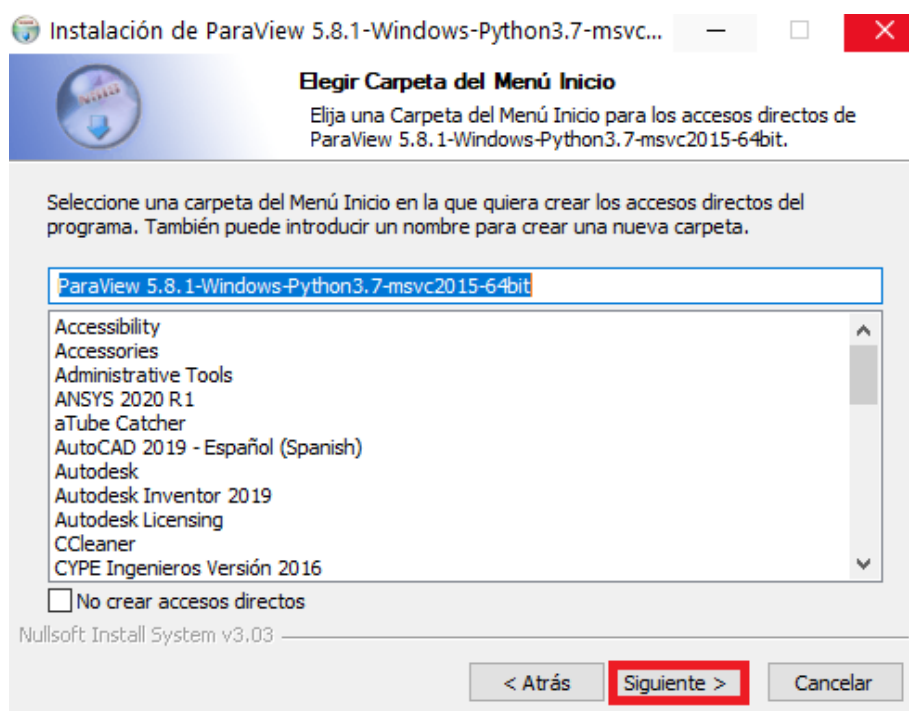 Instalación de ParaView 5.8.1-Windows-Python3.7-msvc...
Elegir Carpeta del Menú Inicio
Elija una Carpeta del Menú Inicio para los accesos directos de
ParaView 5.8.1-Windows-Python3.7-msvc2015-64bit.
Seleccione una carpeta del Menú Inicio en la que quiera crear los accesos directos del
programa. También puede introducir un nombre para crear una nueva carpeta.
ParaView 5.8.1-Windows-Python3.7-msvc2015-64bit
Accessibility
Accessories
Administrative Tools
ANSYS 2020 R1
aTube Catcher
AutoCAD 2019 - Español (Spanish)
Autodesk
Autodesk Inventor 2019
Autodesk Licensing
CCleaner
CYPE Ingenieros Versión 2016
No crear accesos directos
Nullsoft Install System v3.03
< Atrás Siguiente > Cancelar